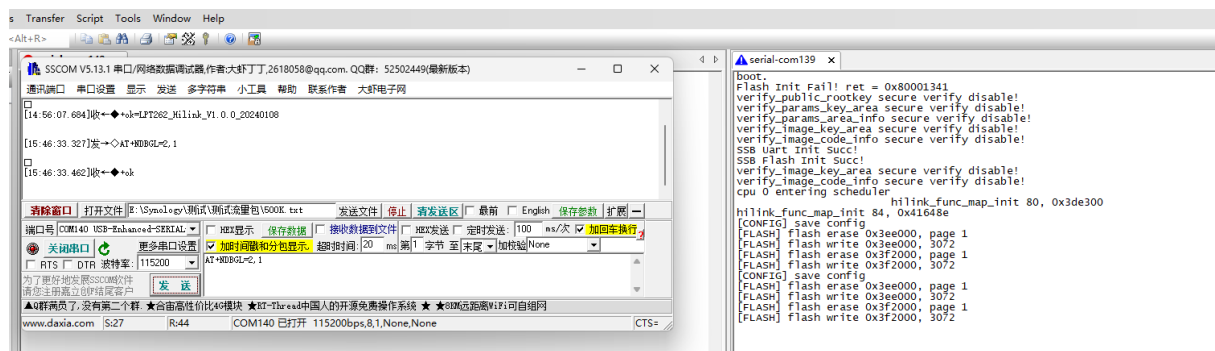 s Transfer Script Tools Window Help
<Alt+R>
SSCOM V5.13.1 串口/网络数据调试器,作者:大虾丁丁,2618058@qq.com. QQ群: 52502449(最新版本)
通讯端口 串口设置 显示 发送 多字符串 小工具 帮助 联系作者 大虾电子网
[14:56:07.684]收←◆+ok=LPT262_Hilink_V1.0.0_20240108
[15:46:33.327]发→◇AT+NDBGL=2,1
[15:46:33.462]收←◆+ok
清除窗口 打开文件 E:\Synology\测试\测试流量包\500K.txt 发送文件 停止 清发送区 最前 English 保存参数 扩展 —
端口号 COM140 USB-Enhanced-SERIAL HEX显示 保存数据 接收数据到文件 HEX发送 定时发送: 100 ms/次 加回车换行
关闭串口 更多串口设置 加时间戳和分包显示, 超时时间: 20 ms 第 1 字节 至 末尾 加校验 None
RTS DTR 波特率: 115200 AT+NDBGL=2,1
为了更好地发展SSCOM软件
请您注册嘉立创F结尾客户 发 送
▲Q群满员了,没有第二个群. ★合宙高性价比4G模块 ★RT-Thread中国人的开源免费操作系统 ★ ★8KM远距离WiFi可自组网
www.daxia.com S:27 R:44 COM140 已打开 115200bps,8,1,None,None CTS=
serial-com139 x
boot.
Flash Init Fail! ret = 0x80001341
verify_public_rootkey secure verify disable!
verify_params_key_area secure verify disable!
verify_params_area_info secure verify disable!
verify_image_key_area secure verify disable!
verify_image_code_info secure verify disable!
SSB Uart Init Succ!
SSB Flash Init Succ!
verify_image_key_area secure verify disable!
verify_image_code_info secure verify disable!
cpu 0 entering scheduler
hilink_func_map_init 80, 0x3de300
hilink_func_map_init 84, 0x41648e
[CONFIG] save config
[FLASH] flash erase 0x3ee000, page 1
[FLASH] flash write 0x3ee000, 3072
[FLASH] flash erase 0x3f2000, page 1
[FLASH] flash write 0x3f2000, 3072
[CONFIG] save config
[FLASH] flash erase 0x3ee000, page 1
[FLASH] flash write 0x3ee000, 3072
[FLASH] flash erase 0x3f2000, page 1
[FLASH] flash write 0x3f2000, 3072